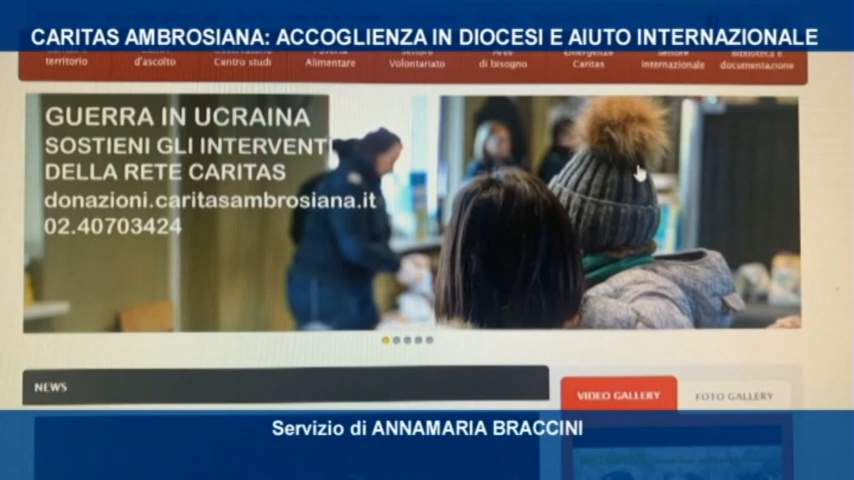 CARITAS AMBROSIANA: ACCOGLIENZA IN DIOCESI E AIUTO INTERNAZIONALE
territorio d'ascolto Centro studi Alimentare Volontariato di bisogno Caritas Internazionale documentazione
GUERRA IN UCRAINA
SOSTIENI GLI INTERVENTI
DELLA RETE CARITAS
donazioni.caritasambrosiana.it
02.40703424
NEWS
VIDEO GALLERY
FOTO GALLERY
Servizio di ANNAMARIA BRACCINI